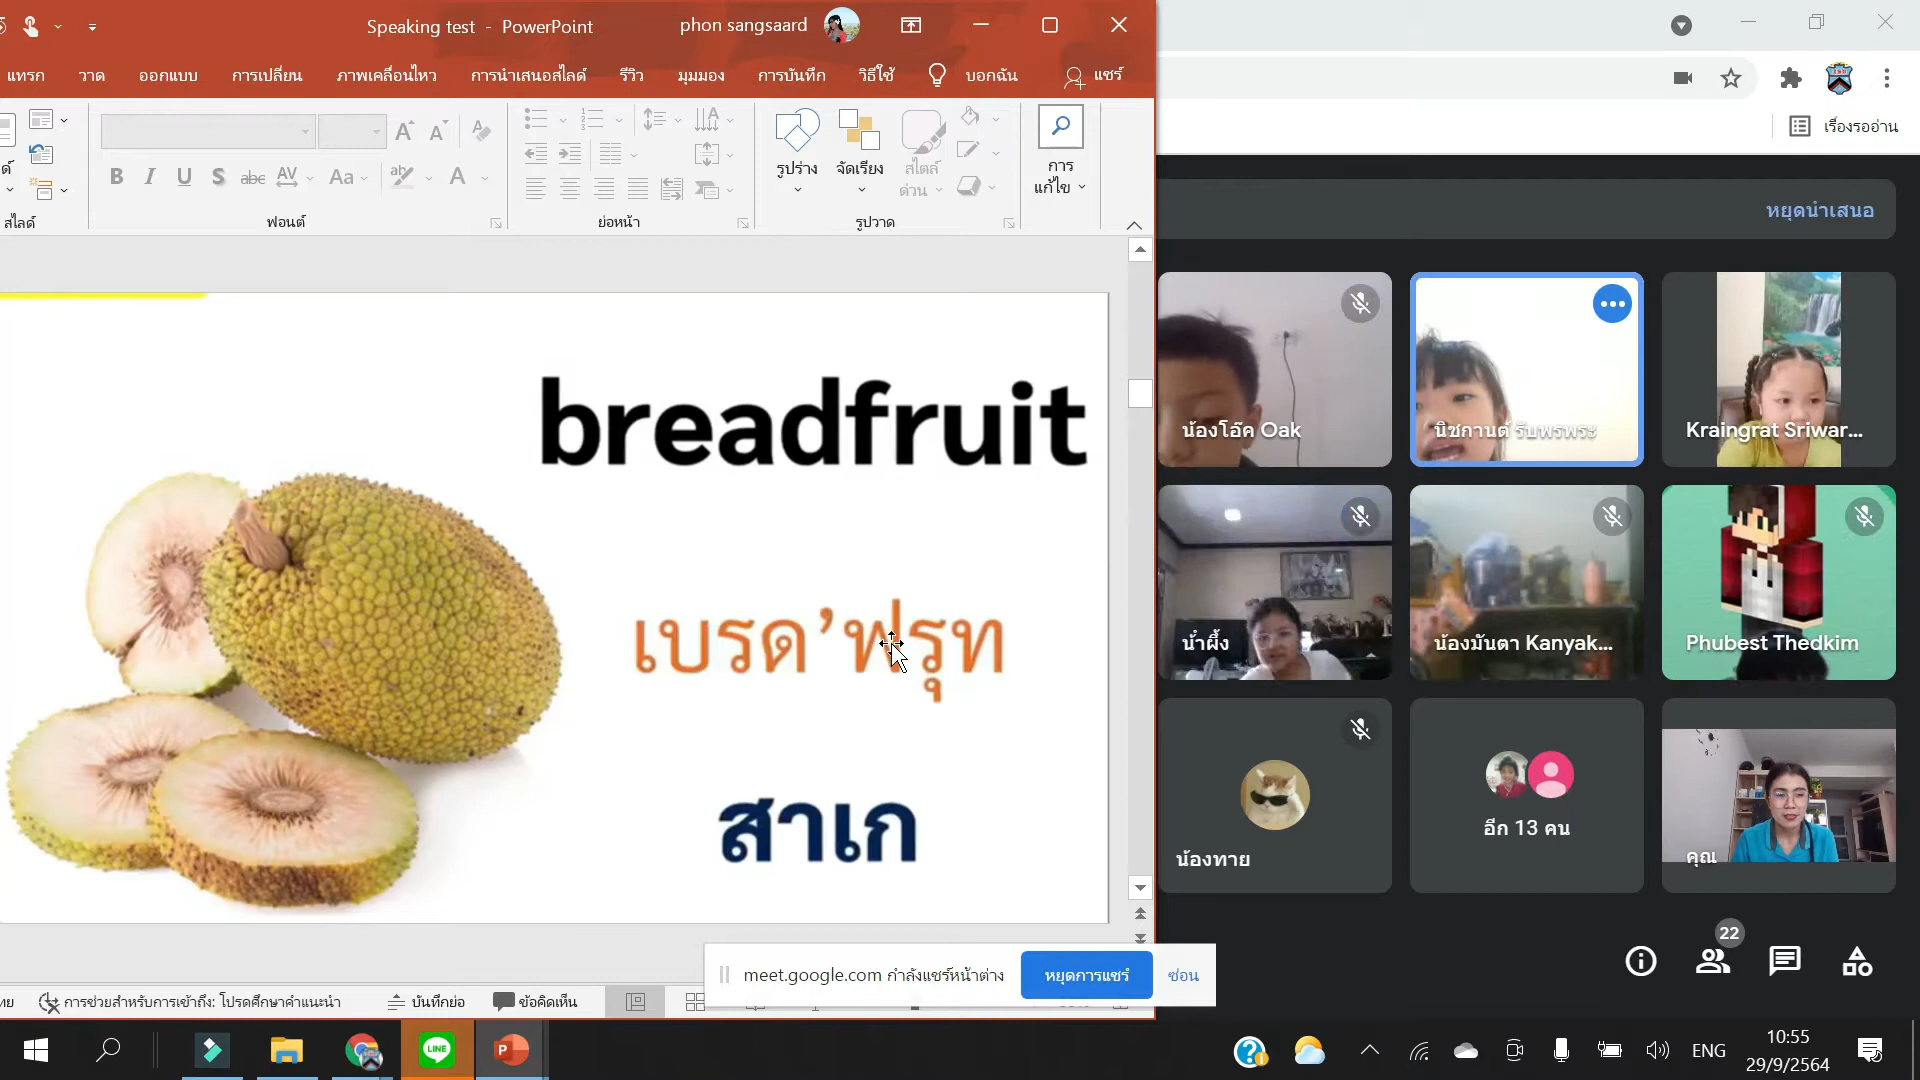 Speaking test - PowerPoint
phon sangsaard
แทรก วาด ออกแบบ การเปลี่ยน ภาพเคลื่อนไหว การนำเสนอสไลด์ รีวิว มุมมอง การบันทึก วิธีใช้ บอกฉัน แชร์
เรื่องรออ่าน
รูปร่าง จัดเรียง สไตล์ด่วน การแก้ไข
สไลด์ ฟอนต์ ย่อหน้า รูปวาด
หยุดนำเสนอ
breadfruit
เบรด’ฟรุท
สาเก
น้องโอ๊ค Oak
นิชกานต์ รับพรพระ
Kraingrat Sriwar...
น้ำผึ้ง
น้องมันตา Kanyak...
Phubest Thedkim
น้องทาย
อีก 13 คน
คุณ
22
meet.google.com กำลังแชร์หน้าต่าง
หยุดการแชร์
ซ่อน
การช่วยสำหรับการเข้าถึง: โปรดศึกษาคำแนะนำ
บันทึกย่อ
ข้อคิดเห็น
LINE
ENG
10:55
29/9/2564